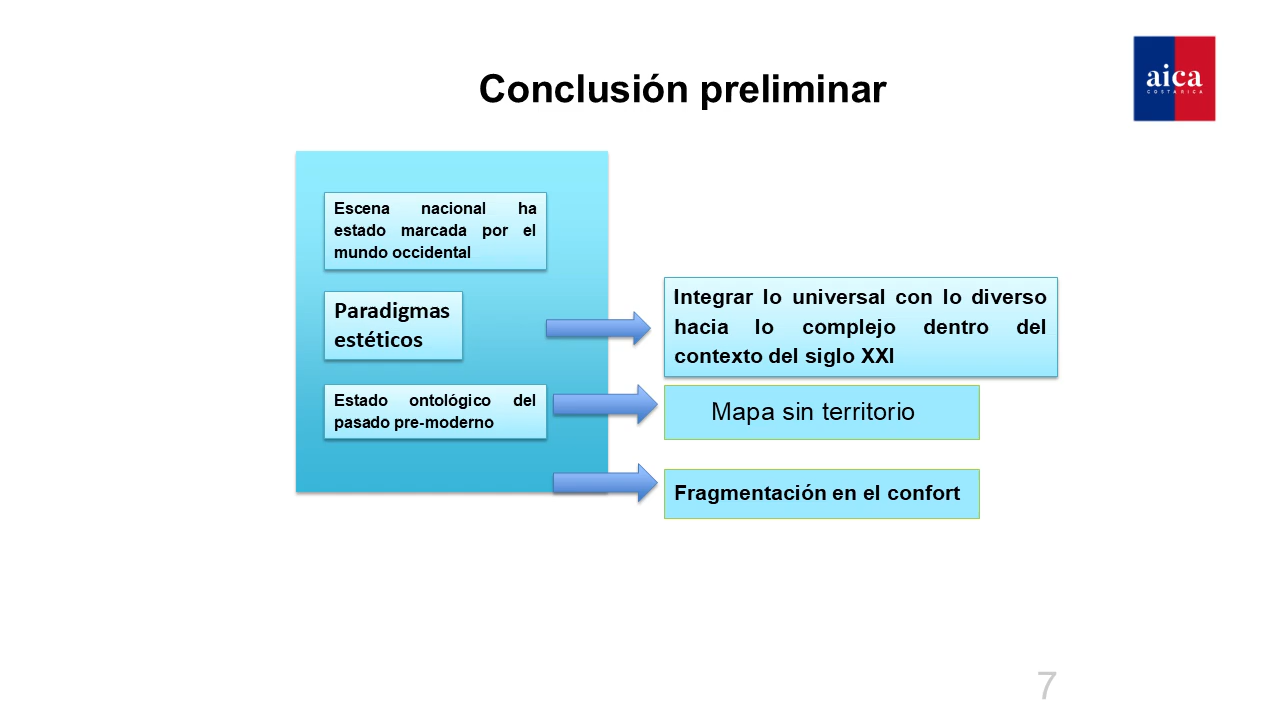 Conclusión preliminar
aica
COSTA RICA
Escena nacional ha
estado marcada por el
mundo occidental
Paradigmas
estéticos
Estado ontológico del
pasado pre-moderno
Integrar lo universal con lo diverso
hacia lo complejo dentro del
contexto del siglo XXI
Mapa sin territorio
Fragmentación en el confort
7